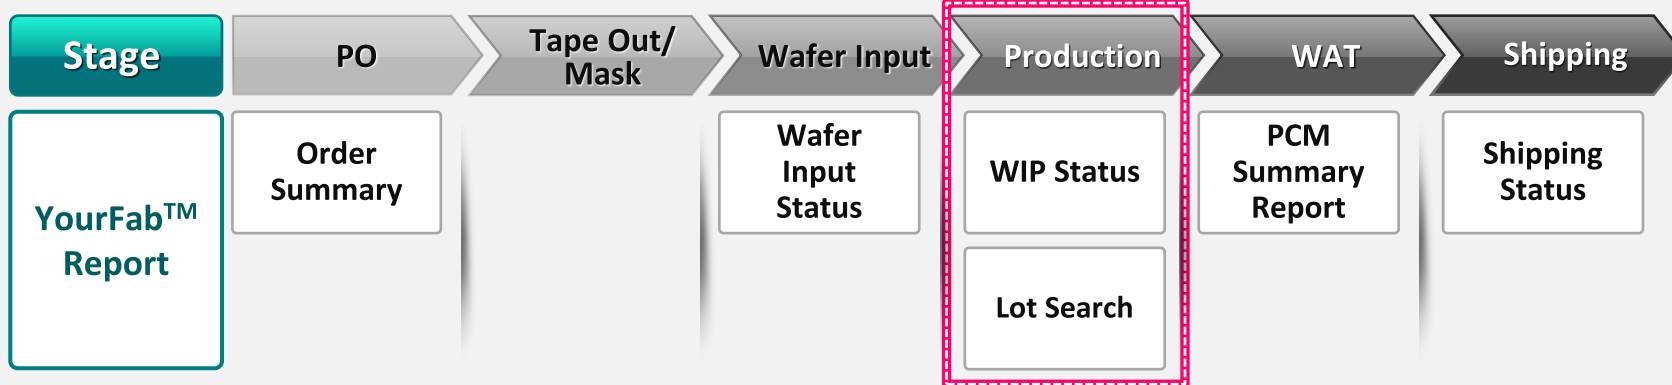 Stage
PO
Tape Out/
Mask
Wafer Input
Production
WAT
Shipping
YourFab™
Report
Order
Summary
Wafer
Input
Status
WIP Status
Lot Search
PCM
Summary
Report
Shipping
Status